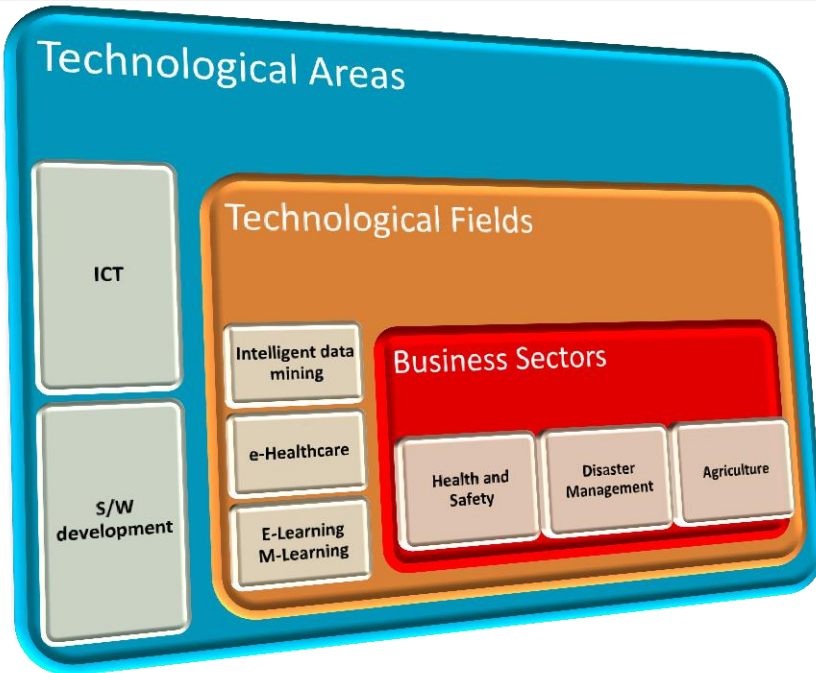 Technological Areas
ICT
S/W
development
Technological Fields
Intelligent data
mining
e-Healthcare
E-Learning
M-Learning
Business Sectors
Health and
Safety
Disaster
Management
Agriculture